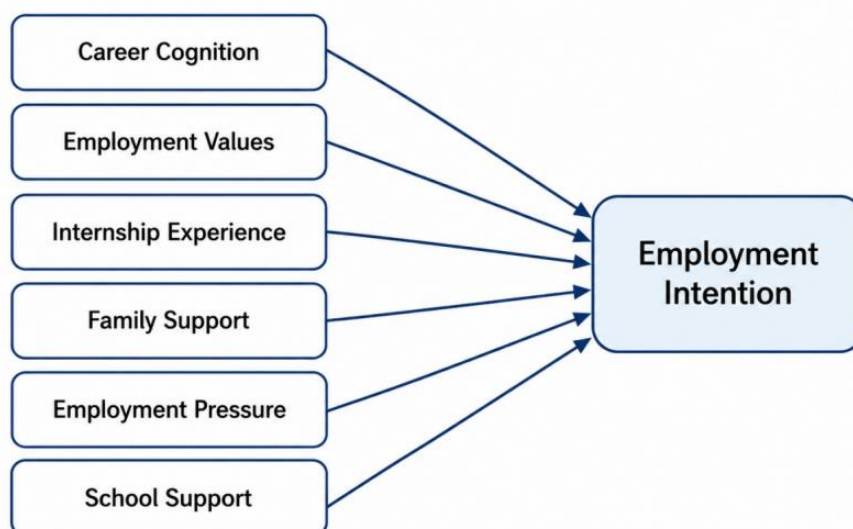 Career Cognition
Employment Values
Internship Experience
Family Support
Employment Pressure
School Support
Employment
Intention